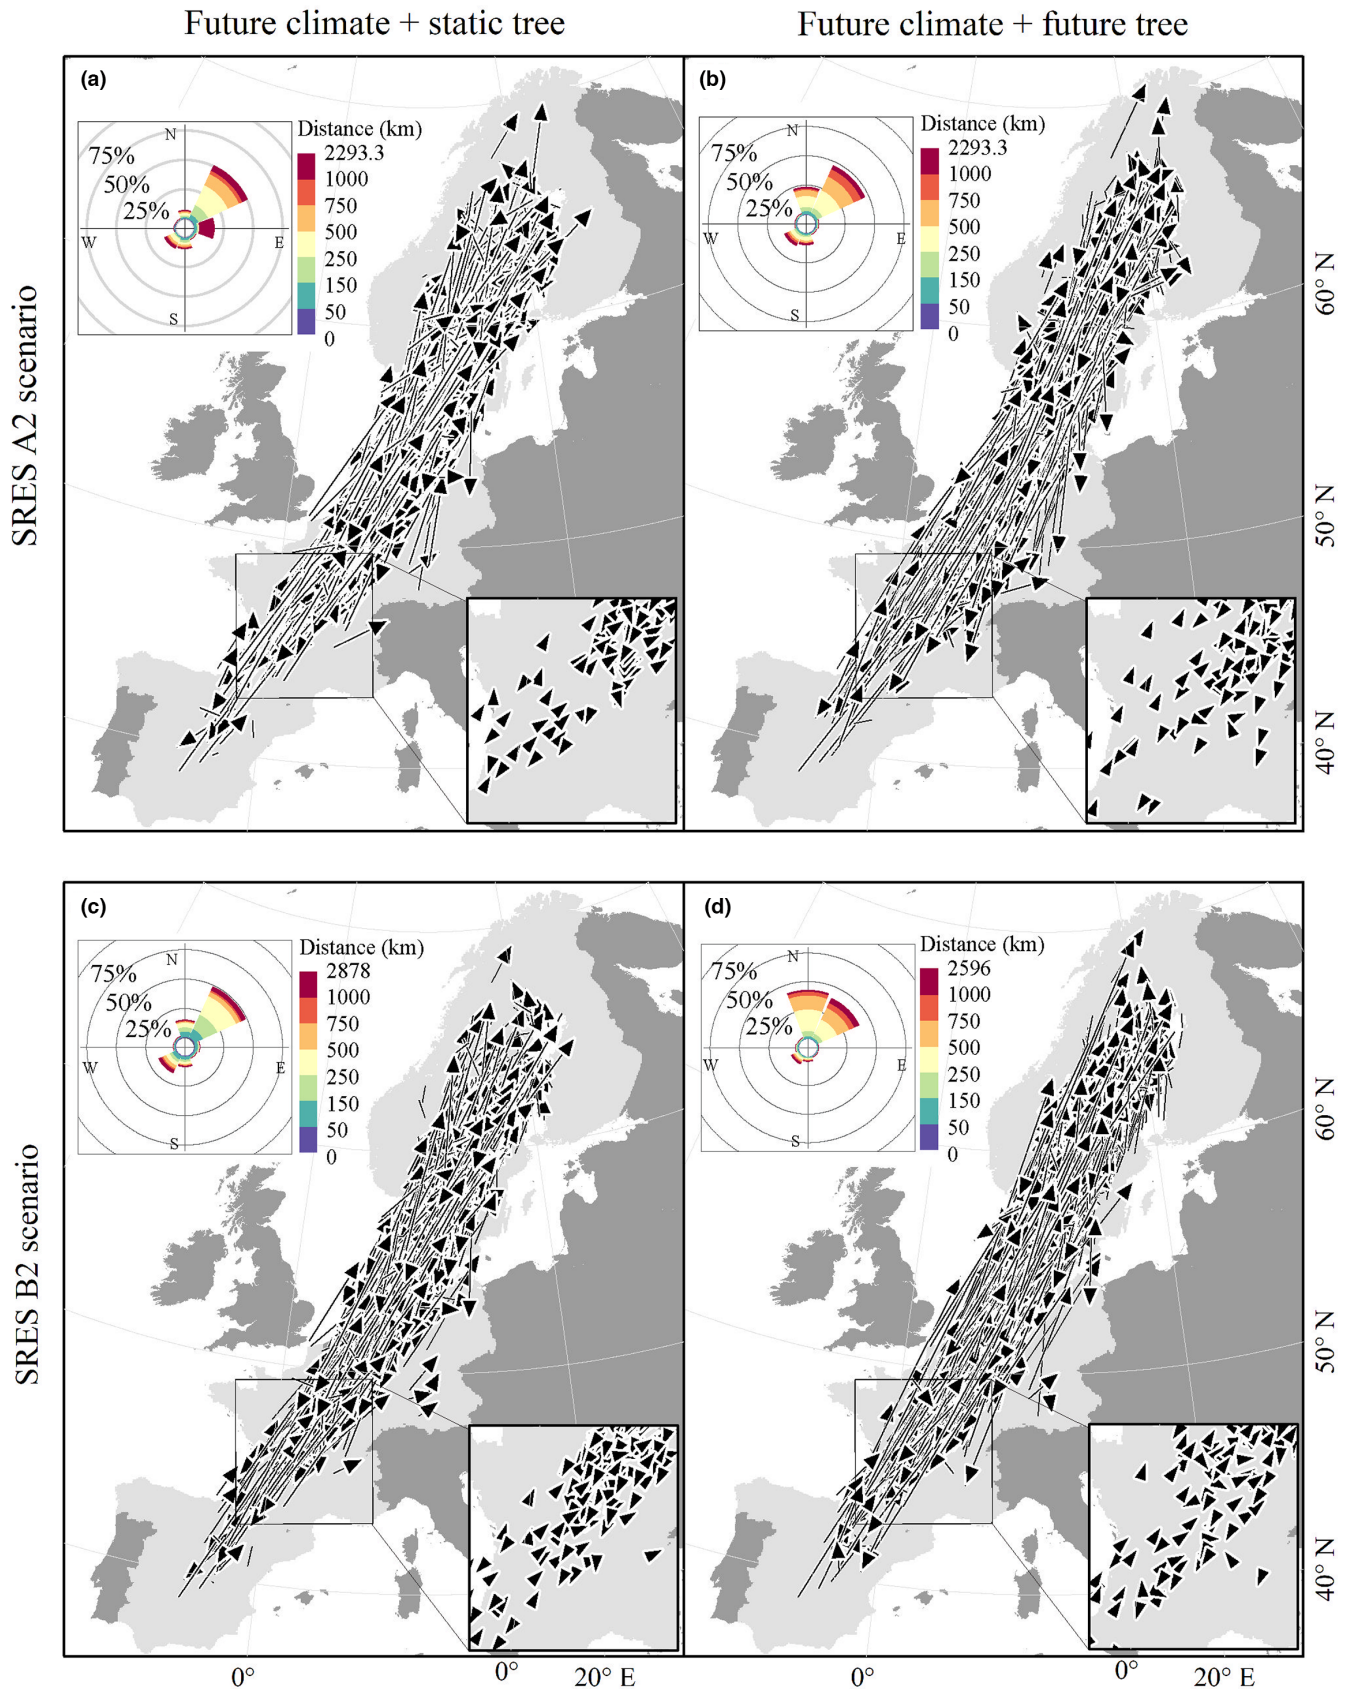 Future climate + static tree
Future climate + future tree
SRES A2 scenario
(a)
N
75%
50%
25%
W
E
S
Distance (km)
2293.3
1000
750
500
250
150
50
0
(b)
N
75%
50%
25%
W
E
S
Distance (km)
2293.3
1000
750
500
250
150
50
0
60° N
50° N
40° N
SRES B2 scenario
(c)
N
75%
50%
25%
W
E
S
Distance (km)
2878
1000
750
500
250
150
50
0
(d)
N
75%
50%
25%
W
E
S
Distance (km)
2596
1000
750
500
250
150
50
0
60° N
50° N
40° N
0°
0°
20° E
0°
0°
20° E